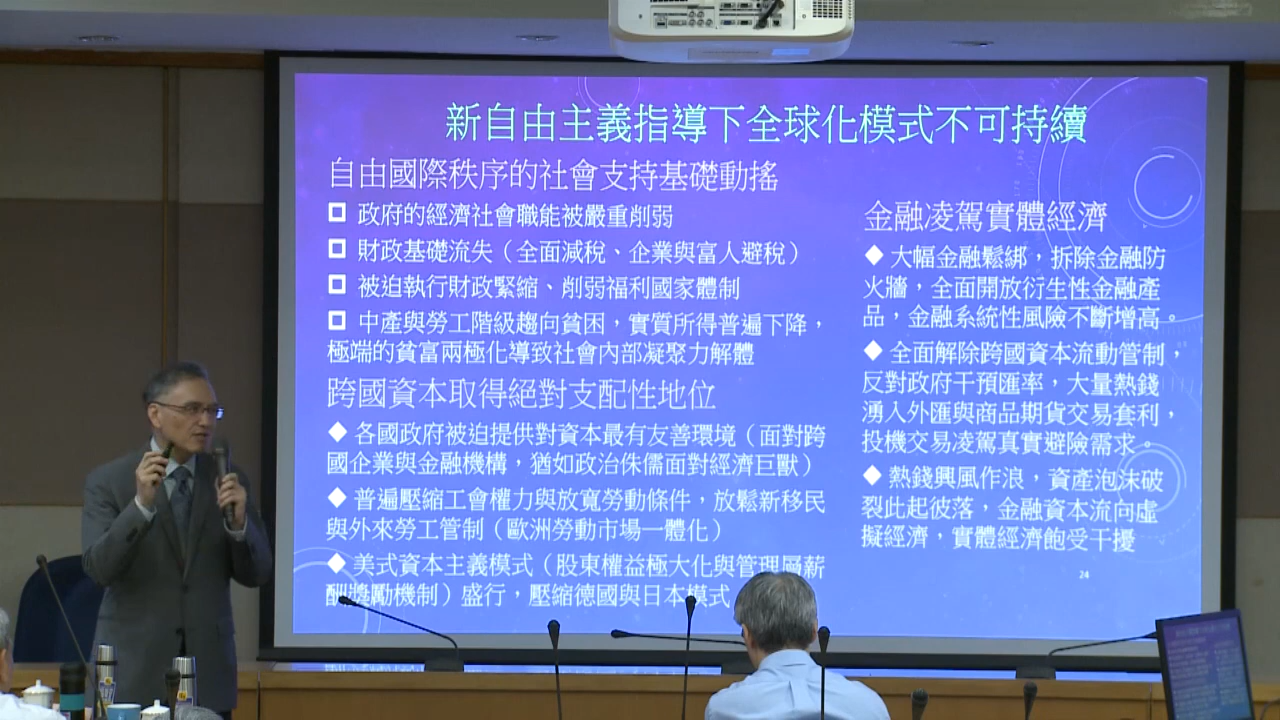 新自由主義指導下全球化模式不可持續
自由國際秩序的社會支持基礎動搖
政府的經濟社會職能被嚴重削弱
財政基礎流失（全面減稅、企業與富人避稅）
被迫執行財政緊縮、削弱福利國家體制
中產與勞工階級趨向貧困，實質所得普遍下降，
極端的貧富兩極化導致社會內部凝聚力解體
跨國資本取得絕對支配性地位
◆ 各國政府被迫提供對資本最有友善環境（面對跨
國企業與金融機構，猶如政治侏儒面對經濟巨獸）
◆ 普遍壓縮工會權力與放寬勞動條件，放鬆新移民
與外來勞工管制（歐洲勞動市場一體化）
◆ 美式資本主義模式（股東權益極大化與管理層薪
酬獎勵機制）盛行，壓縮德國與日本模式
金融凌駕實體經濟
◆ 大幅金融鬆綁，拆除金融防
火牆，全面開放衍生性金融產
品，金融系統性風險不斷增高。
◆ 全面解除跨國資本流動管制，
反對政府干預匯率，大量熱錢
湧入外匯與商品期貨交易套利，
投機交易凌駕真實避險需求。
◆ 熱錢興風作浪，資產泡沫破
裂此起彼落，金融資本流向虛
擬經濟，實體經濟飽受干擾
24